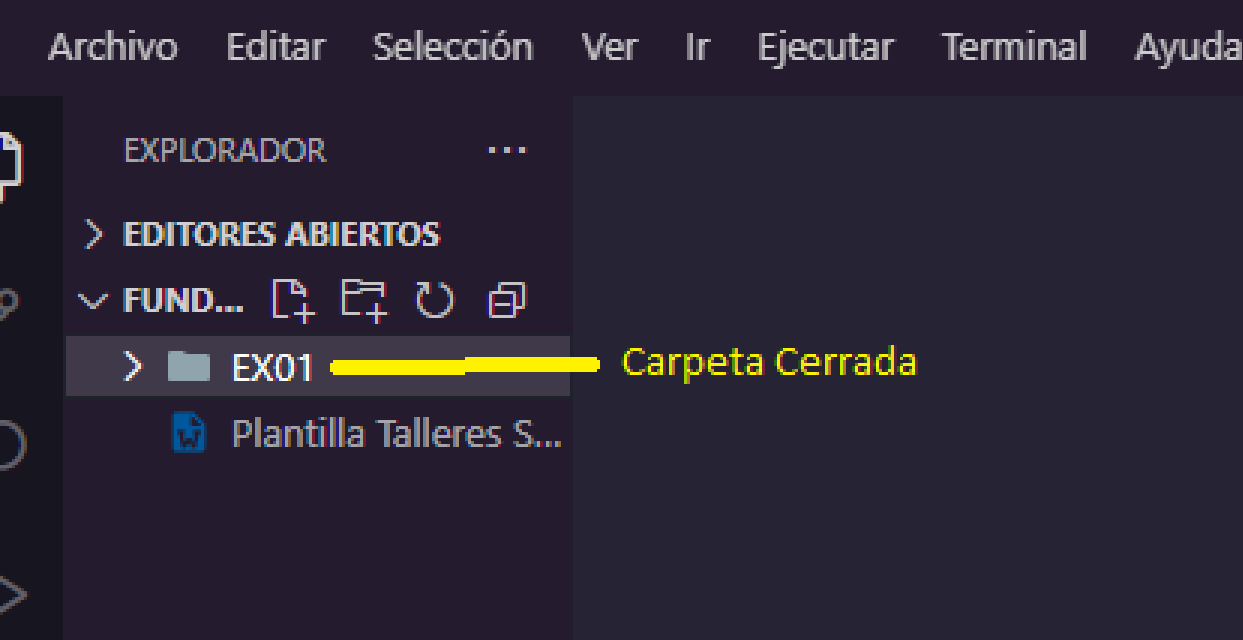 Archivo Editar Selección Ver Ir Ejecutar Terminal Ayuda
EXPLORADOR ...
EDITORES ABIERTOS
FUND...
EX01 Carpeta Cerrada
Plantilla Talleres S...